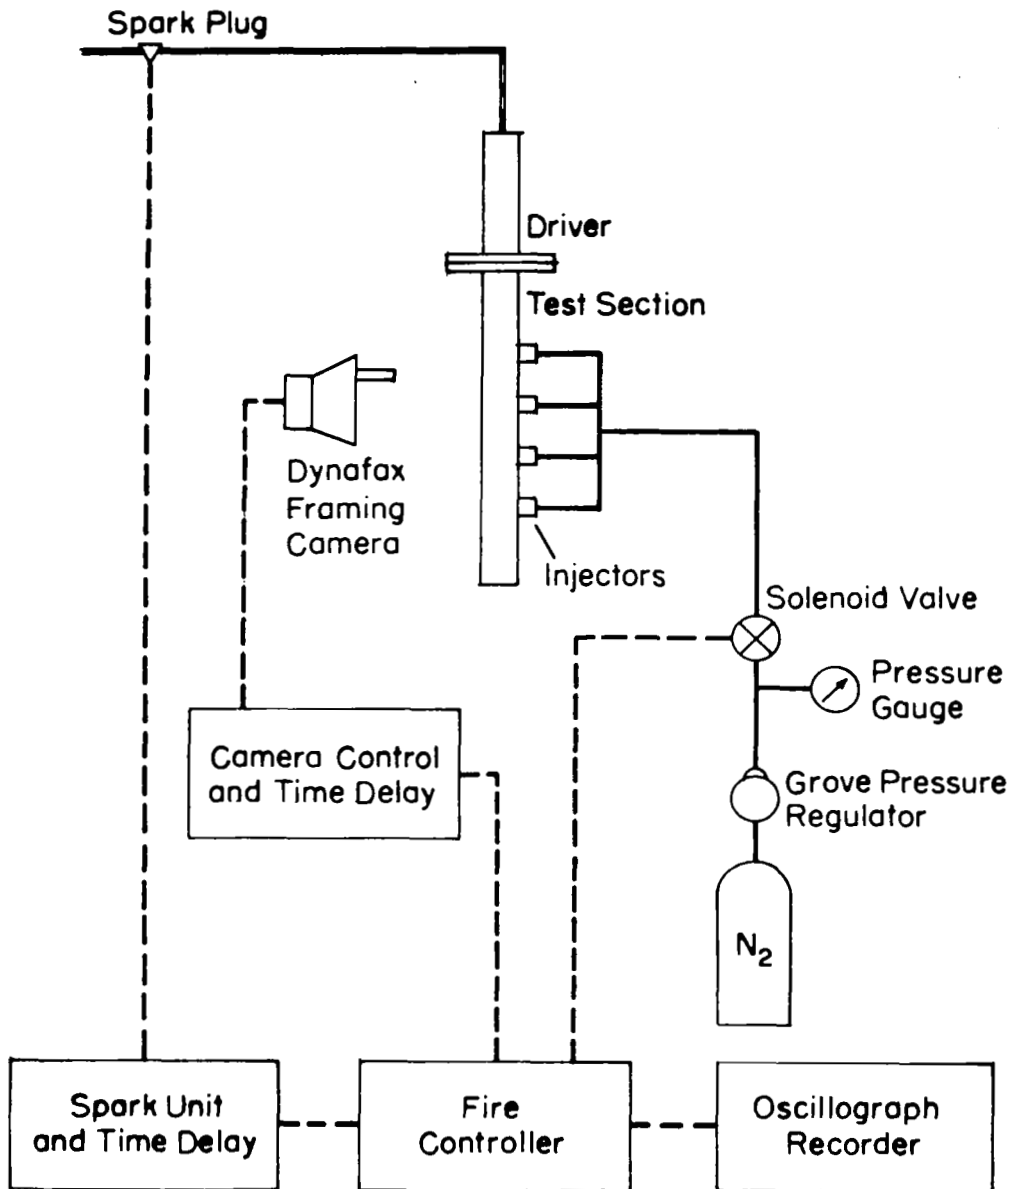 Spark Plug
Driver
Test Section
Dynafax
Framing
Camera
Injectors
Solenoid Valve
Pressure
Gauge
Camera Control
and Time Delay
Grove Pressure
Regulator
N₂
Spark Unit
and Time Delay
Fire
Controller
Oscillograph
Recorder